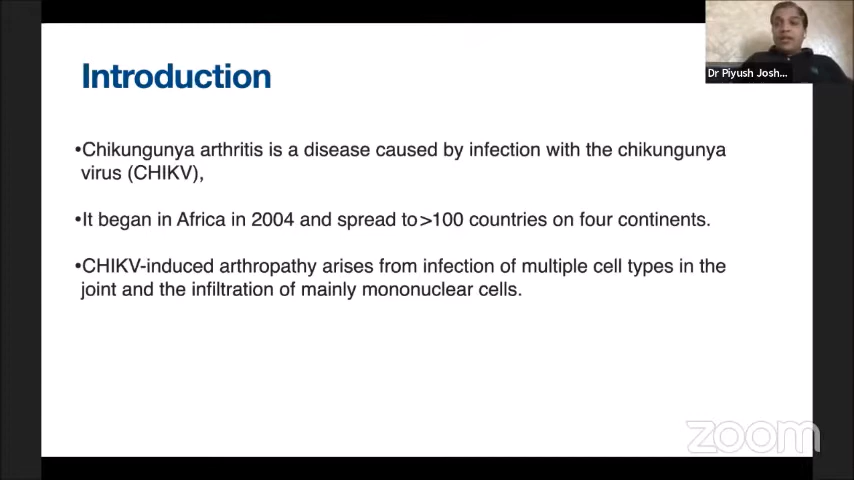 Dr Piyush Josh...
Introduction
•Chikungunya arthritis is a disease caused by infection with the chikungunya
virus (CHIKV),
•It began in Africa in 2004 and spread to >100 countries on four continents.
•CHIKV-induced arthropathy arises from infection of multiple cell types in the
joint and the infiltration of mainly mononuclear cells.
zoom